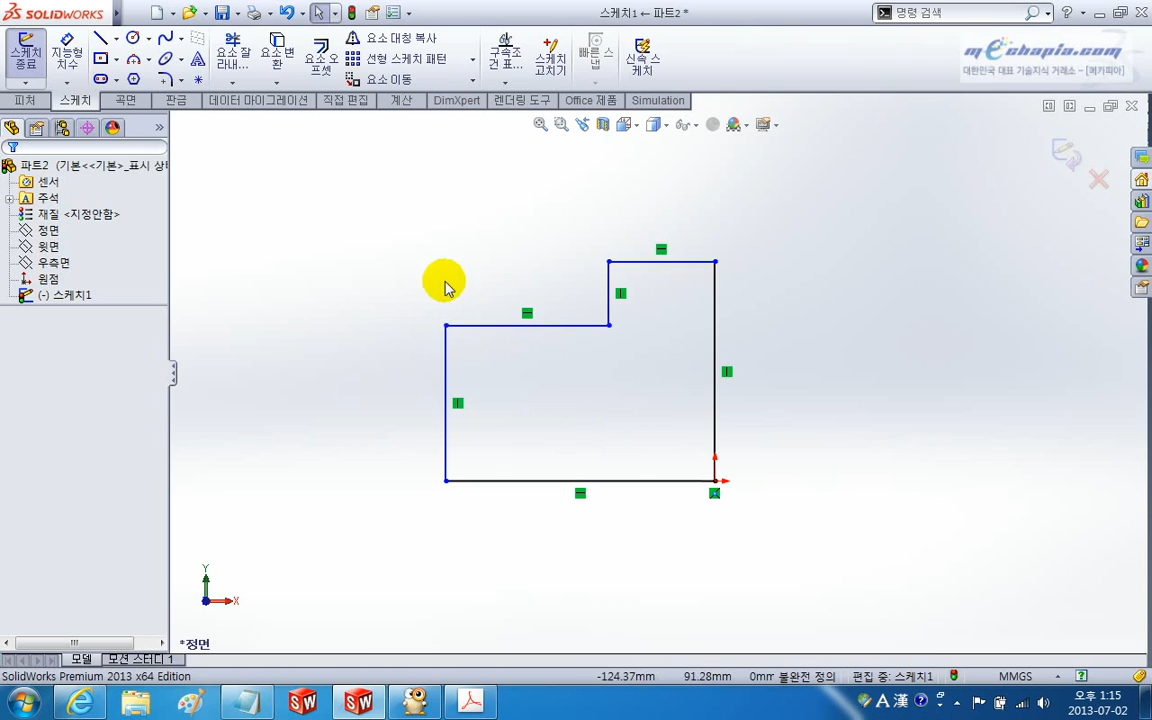 SOLIDWORKS
스케치1 ← 파트2 *
명령 검색
스케치 종료
지능형 치수
요소 잘라내...
요소 변환
요소 오프셋
요소 대칭 복사
선형 스케치 패턴
요소 이동
구속조건 표...
스케치 고치기
빠른 스냅
신속 스케치
mechapia.com
대한민국 대표 기술지식 거래소 – [메카피아]
피처
스케치
곡면
판금
데이터 마이그레이션
직접 편집
계산
DimXpert
렌더링 도구
Office 제품
Simulation
파트2 (기본<<기본>_표시 상태
센서
주석
재질 <지정안함>
정면
윗면
우측면
원점
(-) 스케치1
Y
X
*정면
모델
모션 스터디 1
SolidWorks Premium 2013 x64 Edition
-124.37mm
91.28mm
0mm 불완전 정의
편집 중: 스케치1
MMGS
A 漢
오후 1:15
2013-07-02